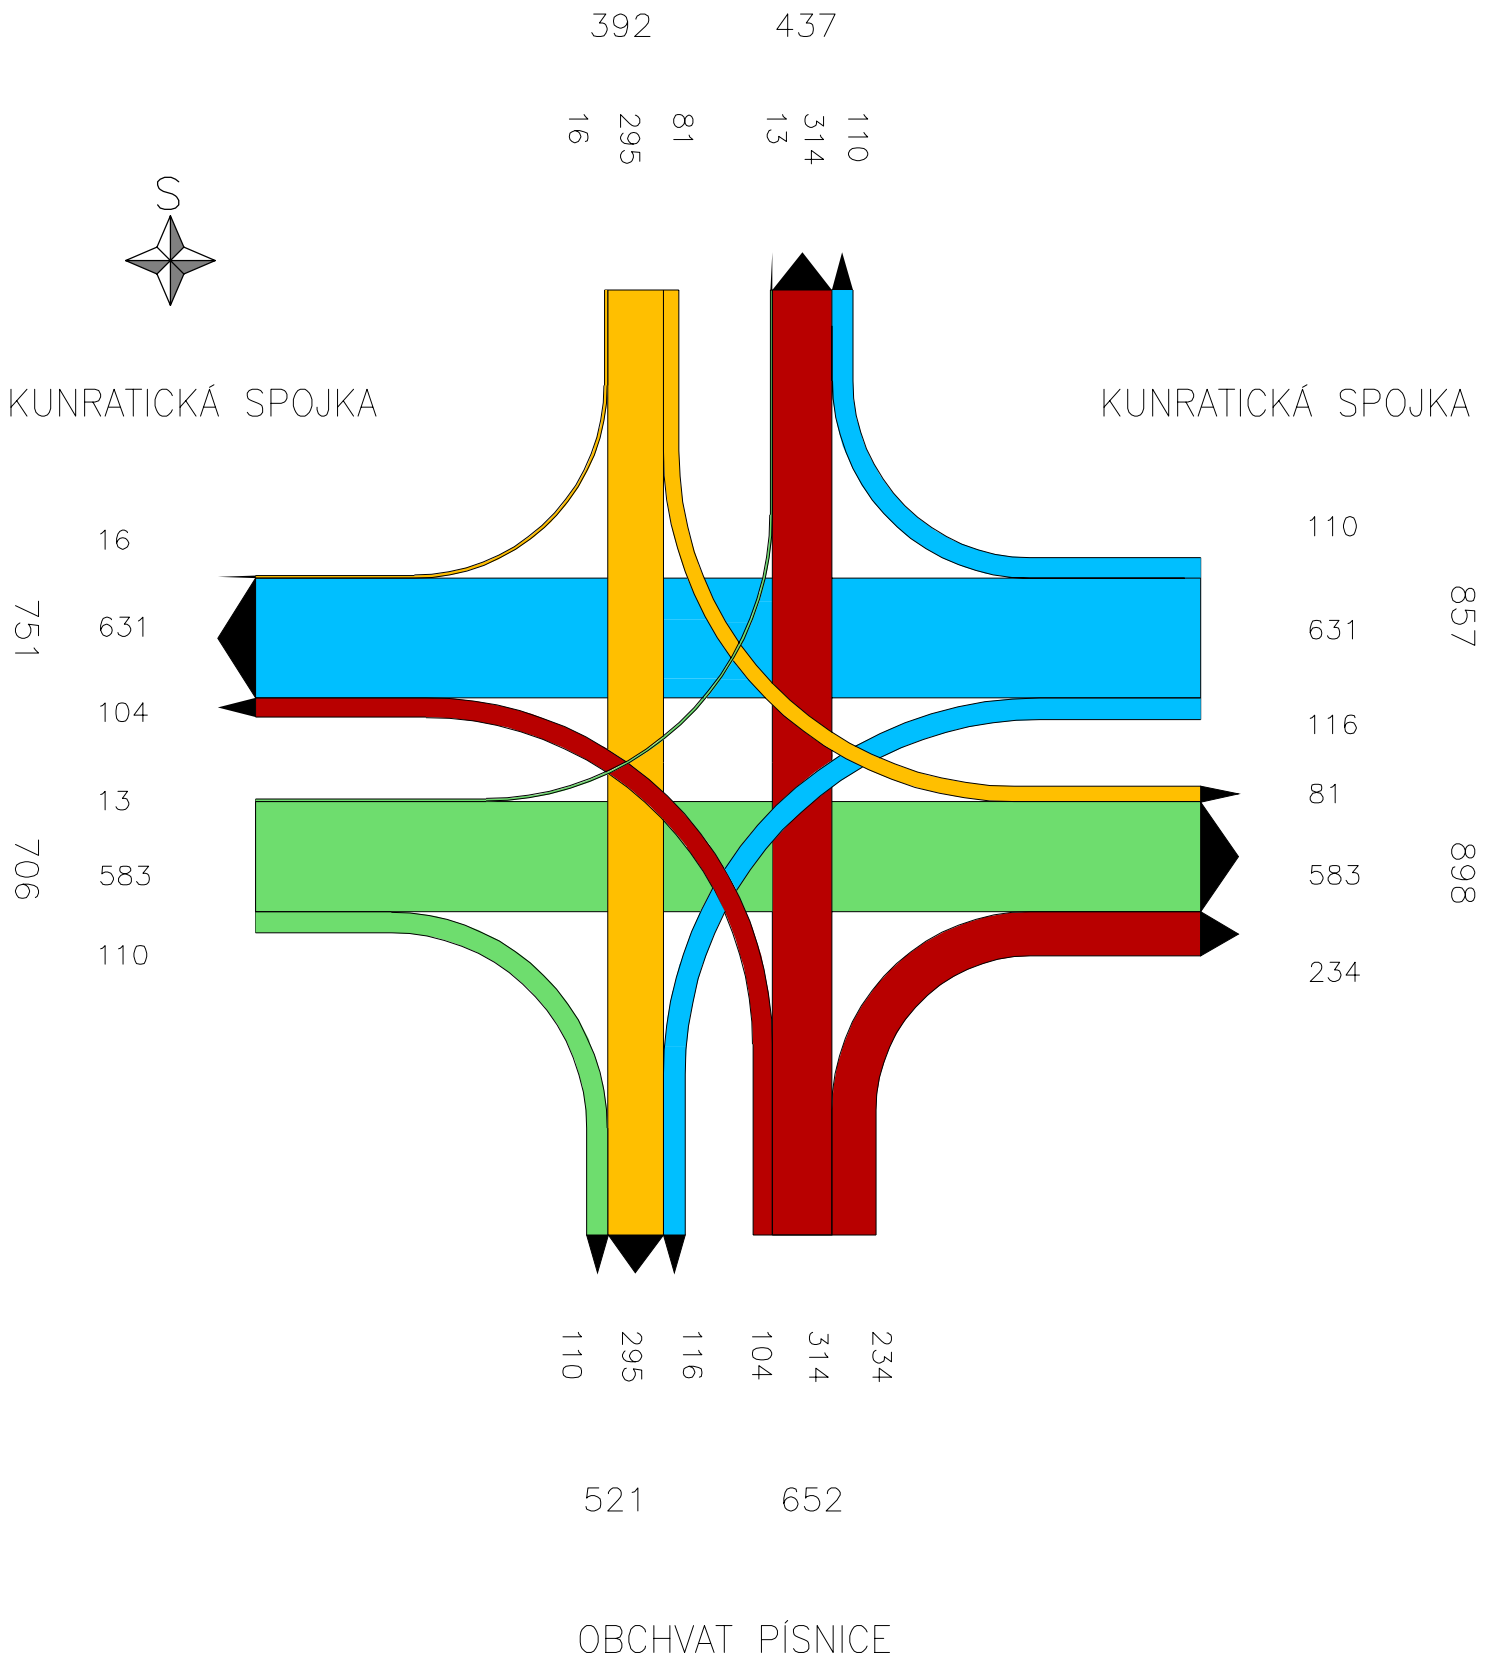 392 437
16 295 81 13 314 110
S
KUNRATICKÁ SPOJKA KUNRATICKÁ SPOJKA
16 110
751 631 631 857
104 116
13 81
706 583 583 898
110 234
110 295 116 104 314 234
521 652
OBCHVAT PÍSNICE